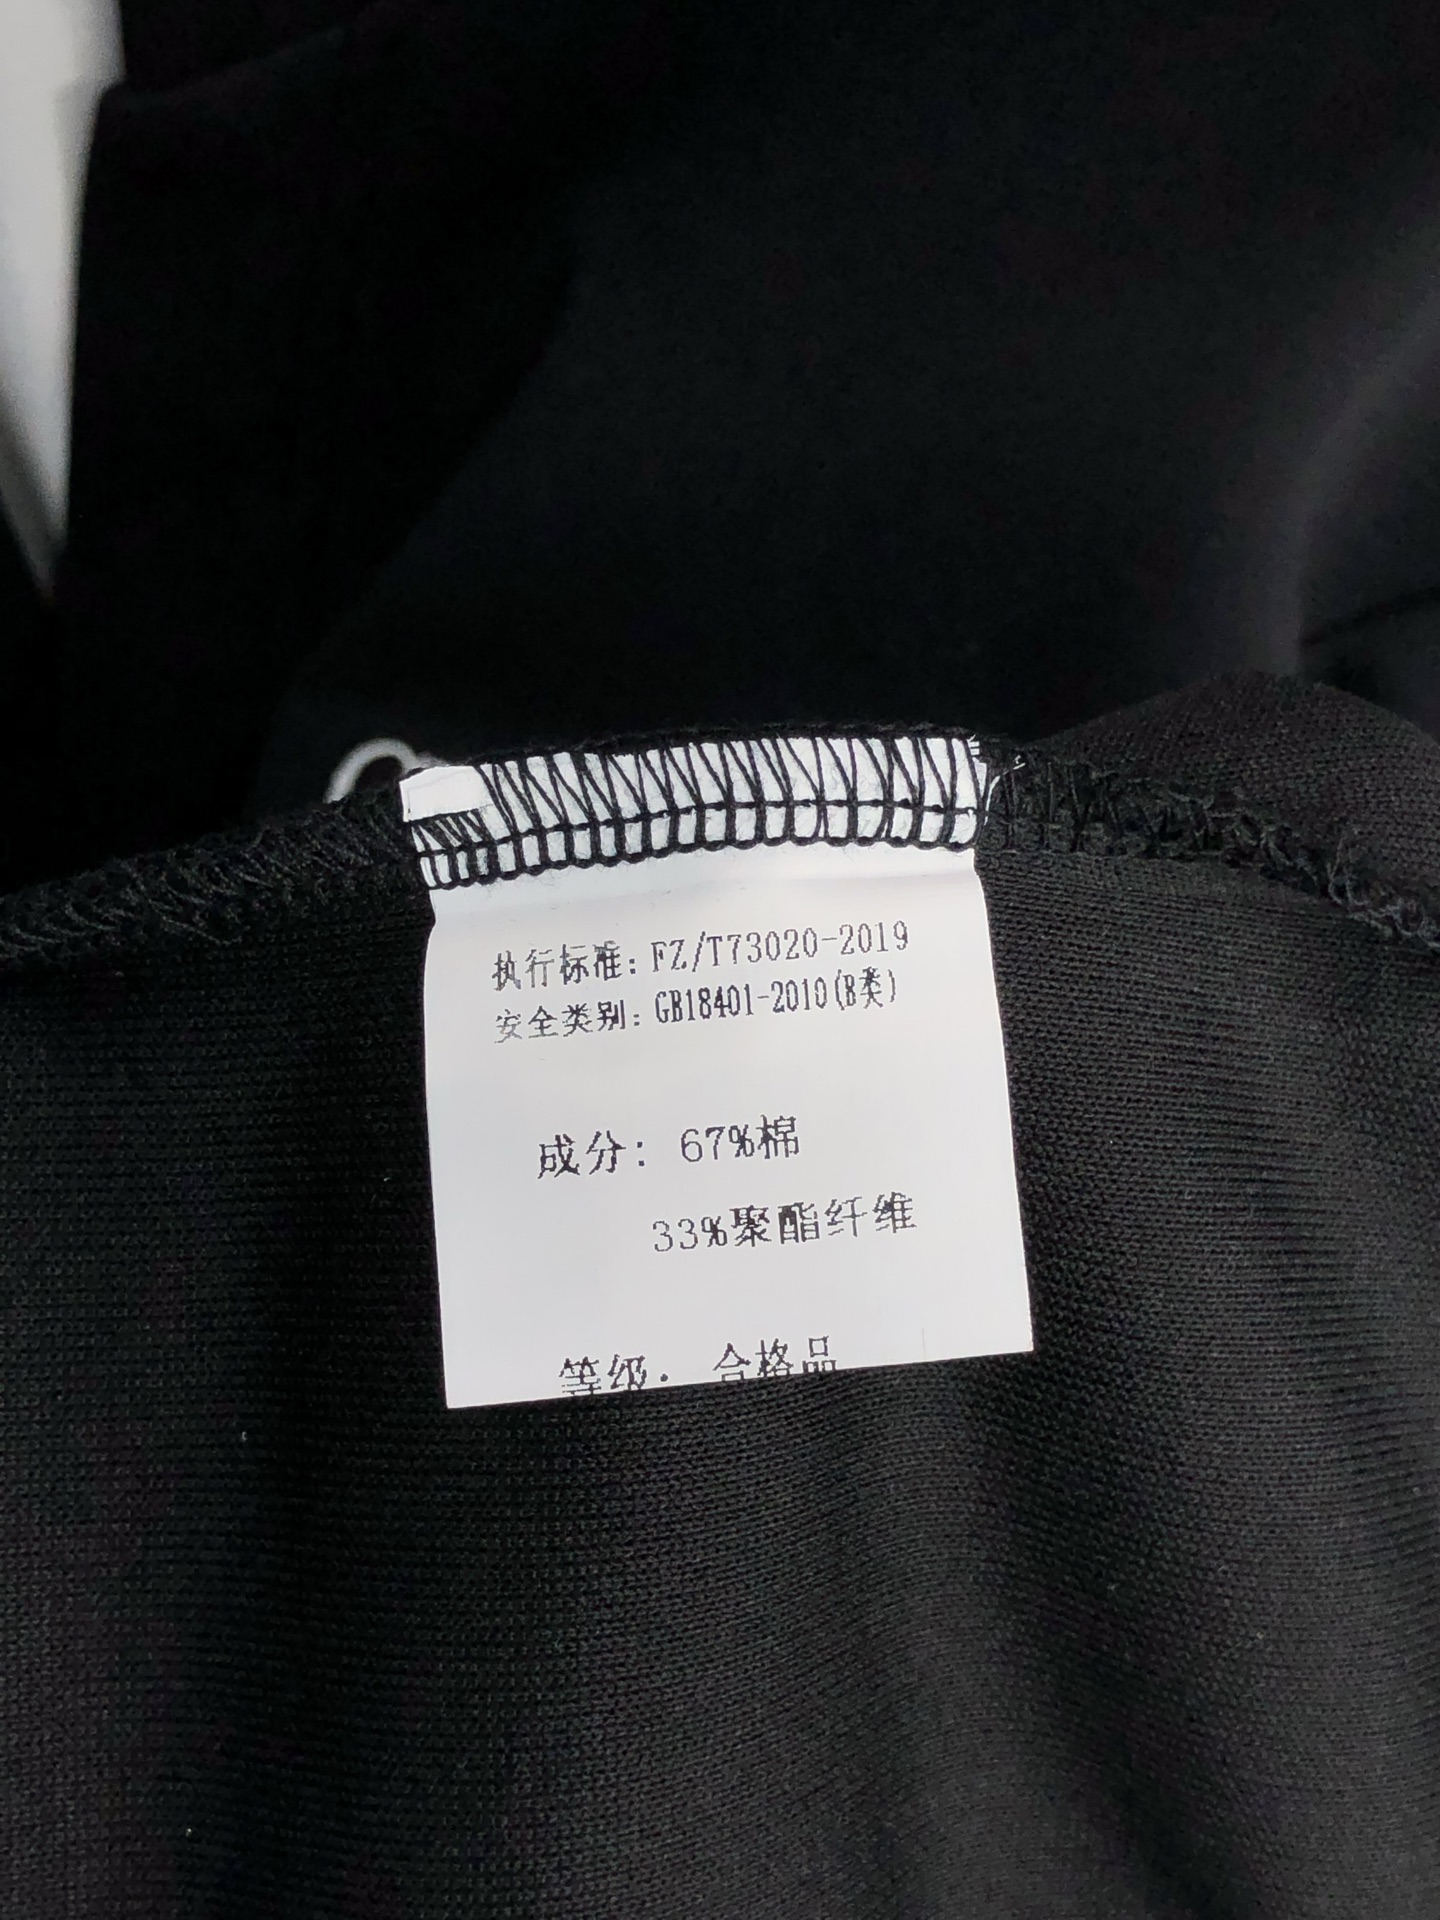 执行标准: FZ/T73020-2019
安全类别: GB18401-2010(B类)
成分: 67%棉
33%聚酯纤维
等级: 合格品